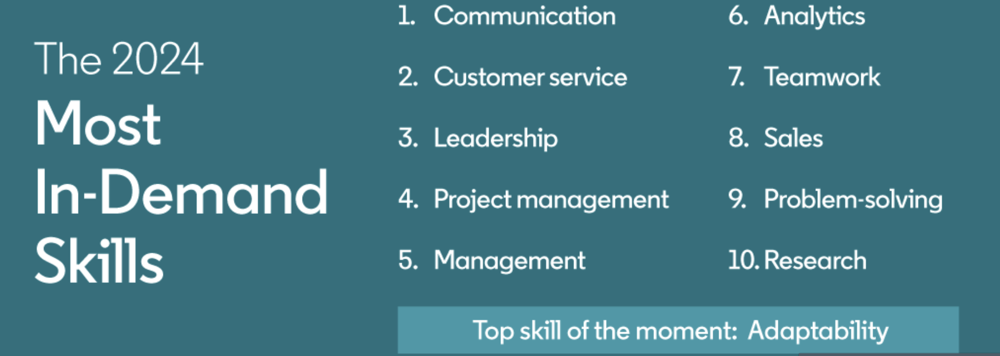 The 2024
Most
In-Demand
Skills
1. Communication
2. Customer service
3. Leadership
4. Project management
5. Management
6. Analytics
7. Teamwork
8. Sales
9. Problem-solving
10. Research
Top skill of the moment: Adaptability